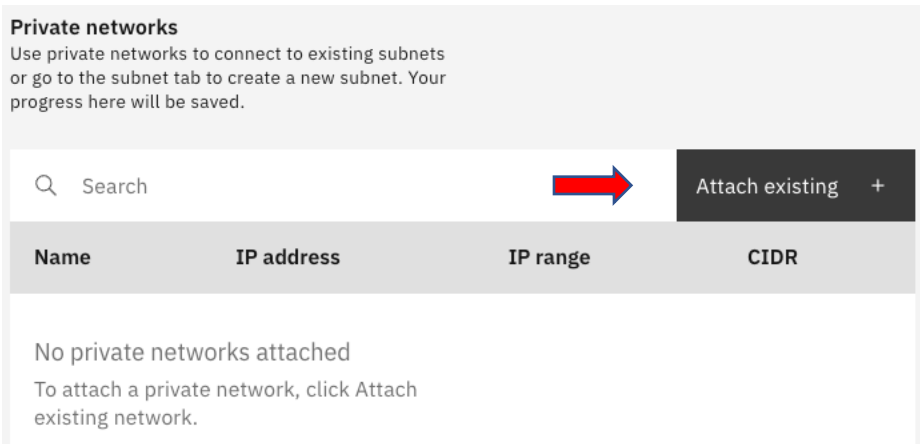 Private networks
Use private networks to connect to existing subnets
or go to the subnet tab to create a new subnet. Your
progress here will be saved.
Search
Attach existing +
Name IP address IP range CIDR
No private networks attached
To attach a private network, click Attach
existing network.